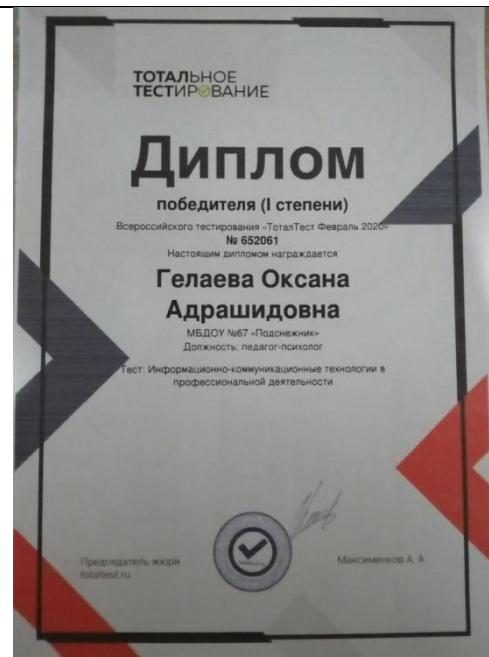 ТОТАЛЬНОЕ
ТЕСТИРОВАНИЕ
Диплом
победителя (I степени)
Всероссийского тестирования «ТоталТест Февраль 2020»
№ 652061
Настоящим дипломом награждается
Гелаева Оксана
Адрашидовна
МБДОУ №67 «Подснежник»
Должность: педагог-психолог
Тест: Информационно-коммуникационные технологии в
профессиональной деятельности
Председатель жюри
totaltest.ru
Максименков А. А.